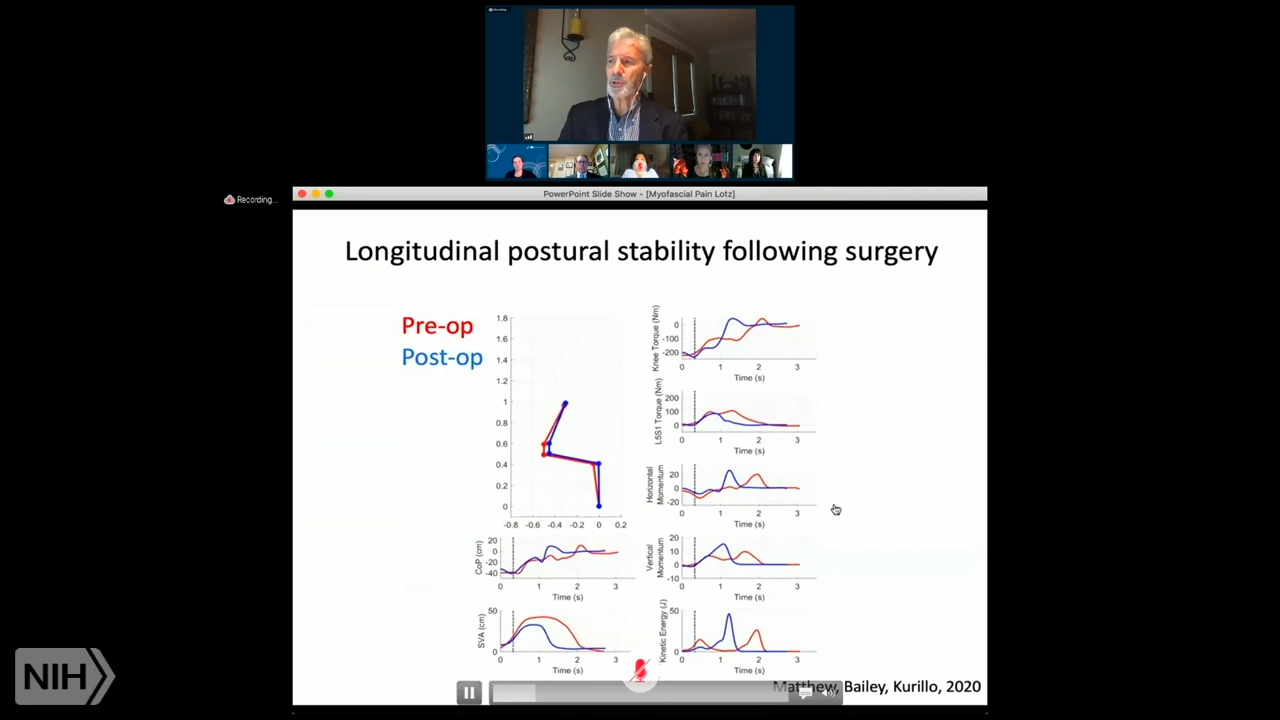 Recording...
Recording...
PowerPoint Slide Show - [Myofascial Pain Lotz]
Longitudinal postural stability following surgery
Pre-op
Post-op
1.8
1.6
1.4
1.2
1
0.8
0.6
0.4
0.2
0
-0.8 -0.6 -0.4 -0.2 0 0.2
Knee Torque (Nm)
0
-100
-200
0 1 2 3
Time (s)
L5S1 Torque (Nm)
200
100
0
0 1 2 3
Time (s)
Horizontal Momentum
20
0
-20
0 1 2 3
Time (s)
CoP (cm)
20
0
-20
-40
0 1 2 3
Time (s)
Vertical Momentum
20
10
0
-10
0 1 2 3
Time (s)
SVA (cm)
50
0
0 1 2 3
Time (s)
Kinetic Energy (J)
50
0
0 1 2 3
Time (s)
Matthew, Bailey, Kurillo, 2020
NIH